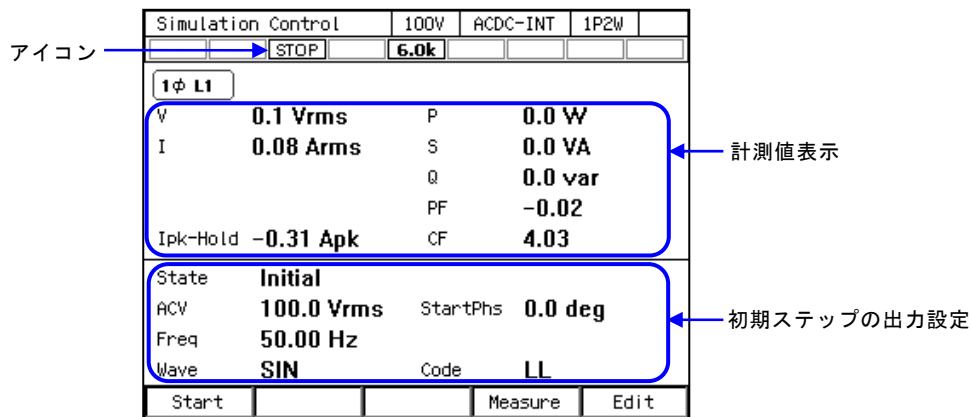 Simulation Control 100V ACDC-INT 1P2W
アイコン STOP 6.0k
1φ L1
V 0.1 Vrms P 0.0 W
I 0.08 Arms S 0.0 VA
計測値表示
Q 0.0 var
PF -0.02
Ipk-Hold -0.31 Apk CF 4.03
State Initial
ACV 100.0 Vrms StartPhs 0.0 deg
初期ステップの出力設定
Freq 50.00 Hz
Wave SIN Code LL
Start Measure Edit